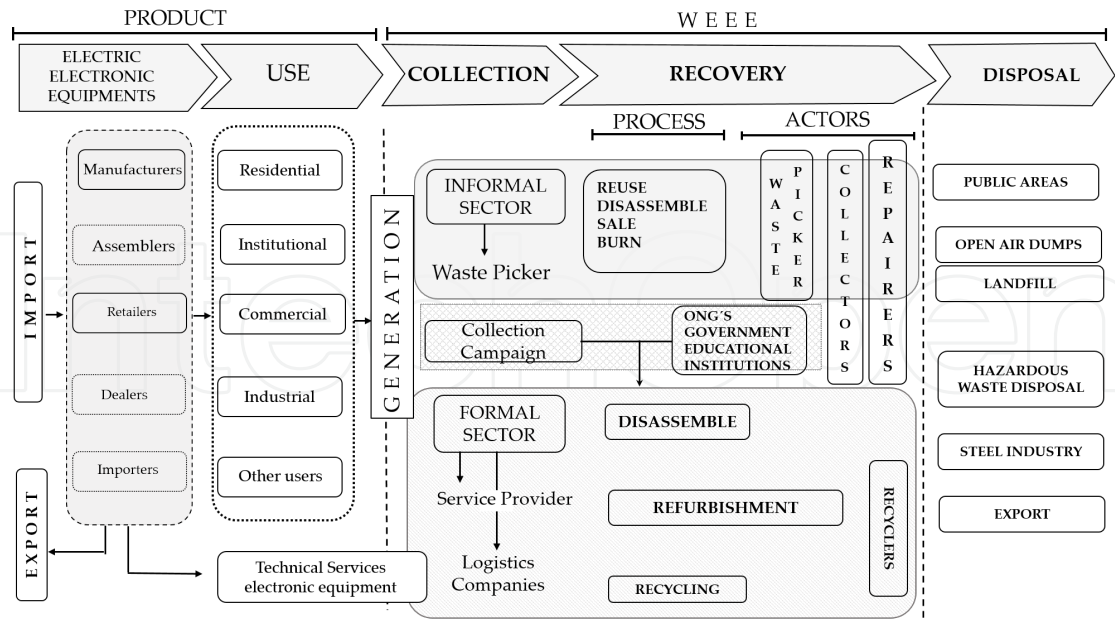 PRODUCT
W E E E
ELECTRIC
ELECTRONIC
EQUIPMENTS
USE
COLLECTION
RECOVERY
DISPOSAL
PROCESS
ACTORS
IMPORT
EXPORT
Manufacturers
Assemblers
Retailers
Dealers
Importers
Residential
Institutional
Commercial
Industrial
Other users
Technical Services
electronic equipment
GENERATION
INFORMAL
SECTOR
Waste Picker
REUSE
DISASSEMBLE
SALE
BURN
WASTE
PICKER
COLLECTORS
REPAIRERS
Collection
Campaign
ONG´S
GOVERNMENT
EDUCATIONAL
INSTITUTIONS
FORMAL
SECTOR
Service Provider
Logistics
Companies
DISASSEMBLE
REFURBISHMENT
RECYCLING
RECYCLERS
PUBLIC AREAS
OPEN AIR DUMPS
LANDFILL
HAZARDOUS
WASTE DISPOSAL
STEEL INDUSTRY
EXPORT
IntechOpen